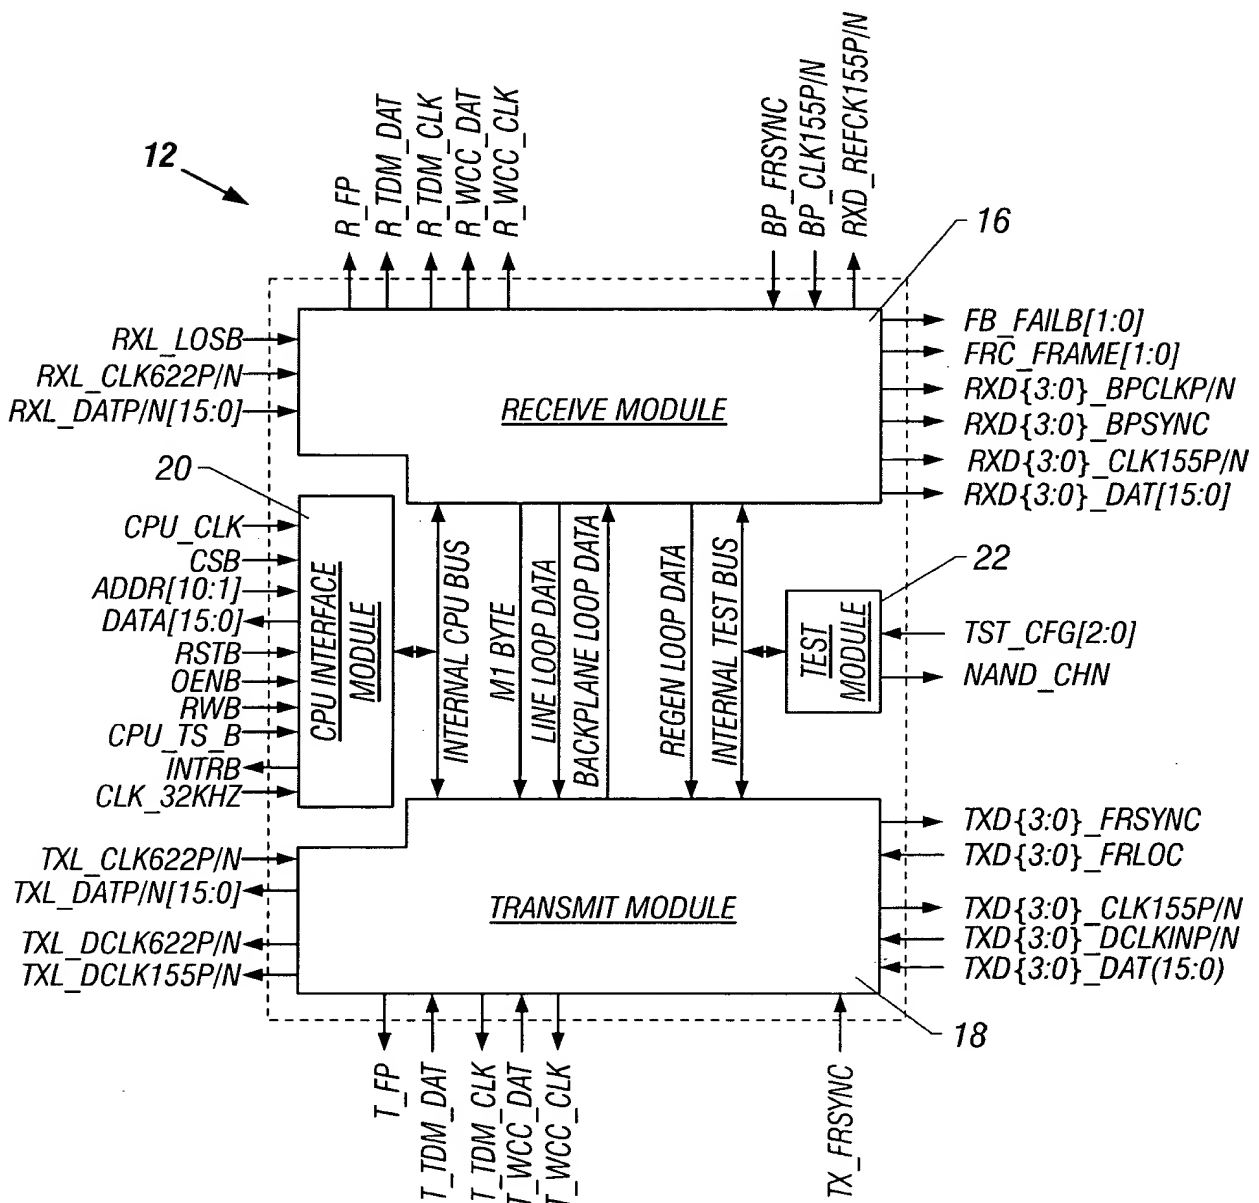 12
R_FP
R_TDM_DAT
R_TDM_CLK
R_WCC_DAT
R_WCC_CLK
BP_FRSYNC
BP_CLK155P/N
RXD_REFCK155P/N
16
RXL_LOSB
RXL_CLK622P/N
RXL_DATP/N[15:0]
RECEIVE MODULE
FB_FAILB[1:0]
FRC_FRAME[1:0]
RXD{3:0}_BPCLKP/N
RXD{3:0}_BPSYNC
RXD{3:0}_CLK155P/N
RXD{3:0}_DAT[15:0]
20
CPU_CLK
CSB
ADDR[10:1]
DATA[15:0]
RSTB
OENB
RWB
CPU_TS_B
INTRB
CLK_32KHZ
CPU INTERFACE
MODULE
INTERNAL CPU BUS
M1 BYTE
LINE LOOP DATA
BACKPLANE LOOP DATA
REGEN LOOP DATA
INTERNAL TEST BUS
TEST
MODULE
22
TST_CFG[2:0]
NAND_CHN
TXL_CLK622P/N
TXL_DATP/N[15:0]
TXL_DCLK622P/N
TXL_DCLK155P/N
TRANSMIT MODULE
TXD{3:0}_FRSYNC
TXD{3:0}_FRLOC
TXD{3:0}_CLK155P/N
TXD{3:0}_DCLKINP/N
TXD{3:0}_DAT(15:0)
18
T_FP
T_TDM_DAT
T_TDM_CLK
T_WCC_DAT
T_WCC_CLK
TX_FRSYNC